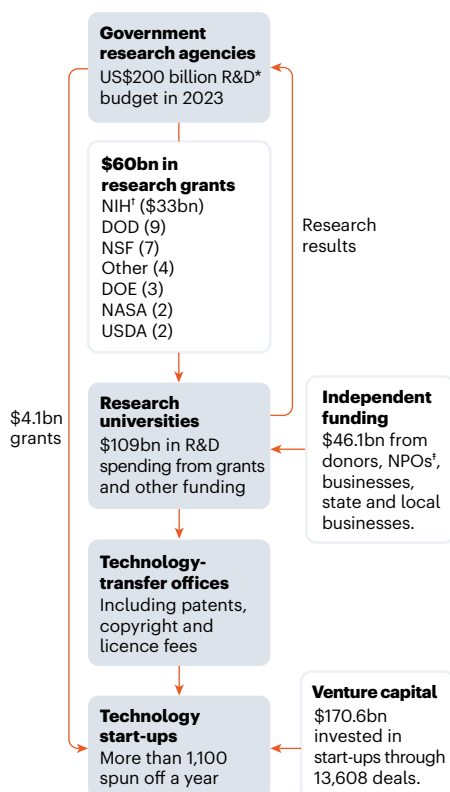 Government
research agencies
US$200 billion R&D*
budget in 2023
$60bn in
research grants
NIH† ($33bn)
DOD (9)
NSF (7)
Other (4)
DOE (3)
NASA (2)
USDA (2)
Research
results
Research
universities
$109bn in R&D
spending from grants
and other funding
Independent
funding
$46.1bn from
donors, NPOs‡,
businesses,
state and local
businesses.
$4.1bn
grants
Technology-
transfer offices
Including patents,
copyright and
licence fees
Technology
start-ups
More than 1,100
spun off a year
Venture capital
$170.6bn
invested in
start-ups through
13,608 deals.